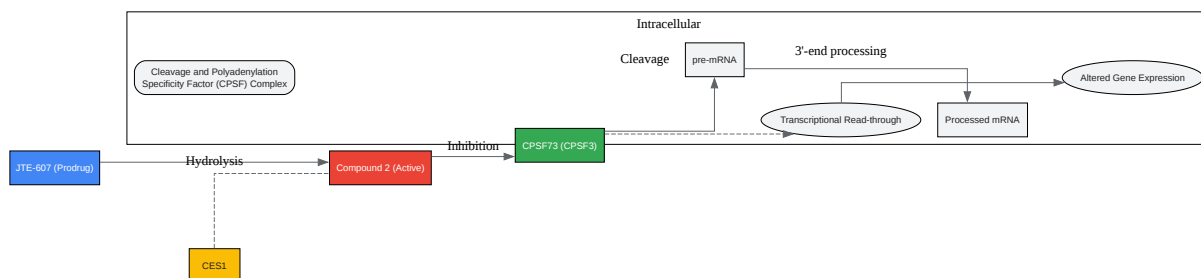 Intracellular
Cleavage
3'-end processing
pre-mRNA
Cleavage and Polyadenylation
Specificity Factor (CPSF) Complex
Altered Gene Expression
Transcriptional Read-through
Processed mRNA
Inhibition
CPSF73 (CPSF3)
JTE-607 (Prodrug)
Hydrolysis
Compound 2 (Active)
CES1